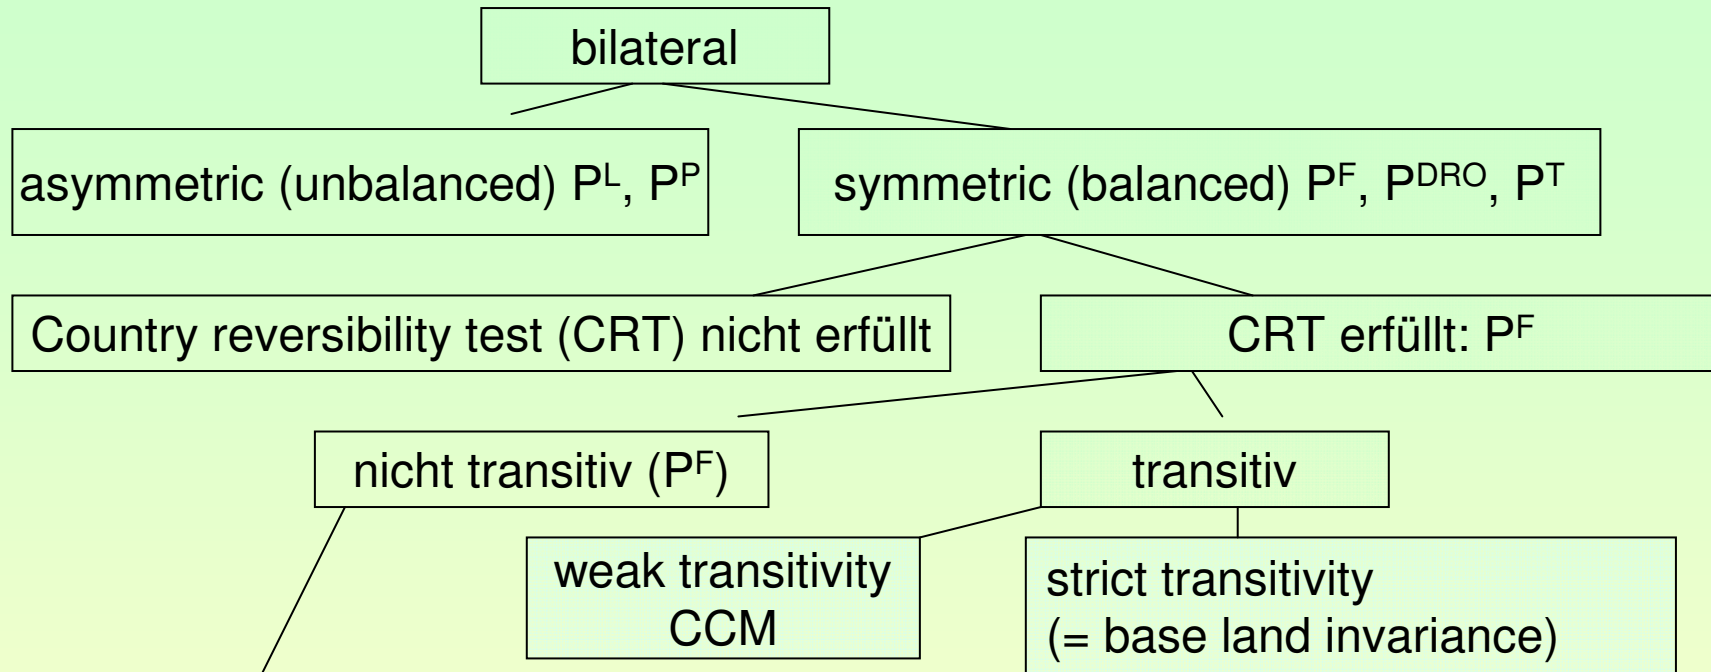 bilateral
asymmetric (unbalanced) Pᴸ, Pᴾ
symmetric (balanced) Pᶠ, Pᴰᴿᴼ, Pᵀ
Country reversibility test (CRT) nicht erfüllt
CRT erfüllt: Pᶠ
nicht transitiv (Pᶠ)
transitiv
weak transitivity
CCM
strict transitivity
(= base land invariance)